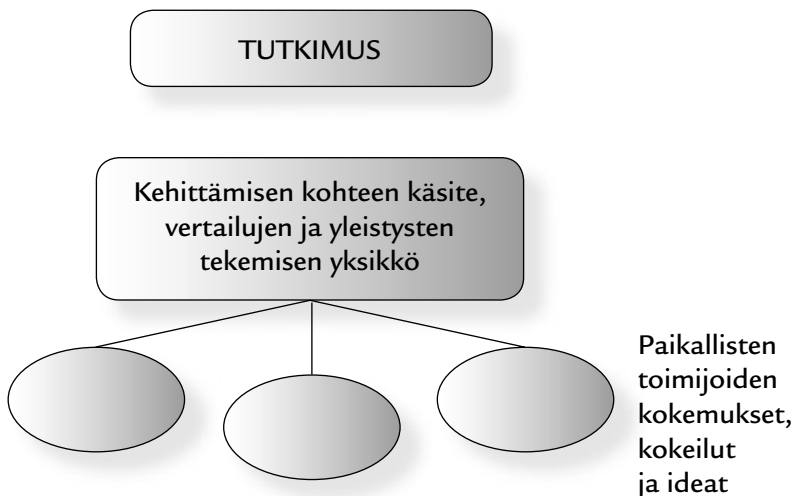 TUTKIMUS
Kehittämisen kohteen käsite,
vertailujen ja yleistysten
tekemisen yksikkö
Paikallisten
toimijoiden
kokemukset,
kokeilut
ja ideat